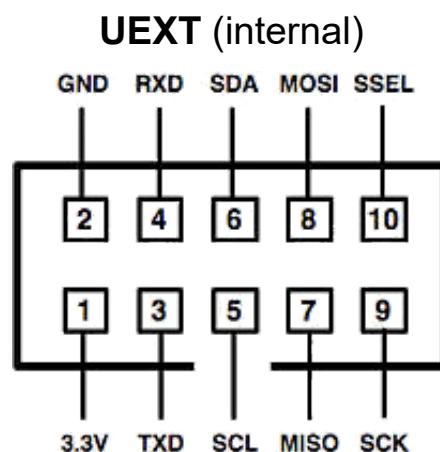 UEXT (internal)
GND RXD SDA MOSI SSEL
2 4 6 8 10
1 3 5 7 9
3.3V TXD SCL MISO SCK